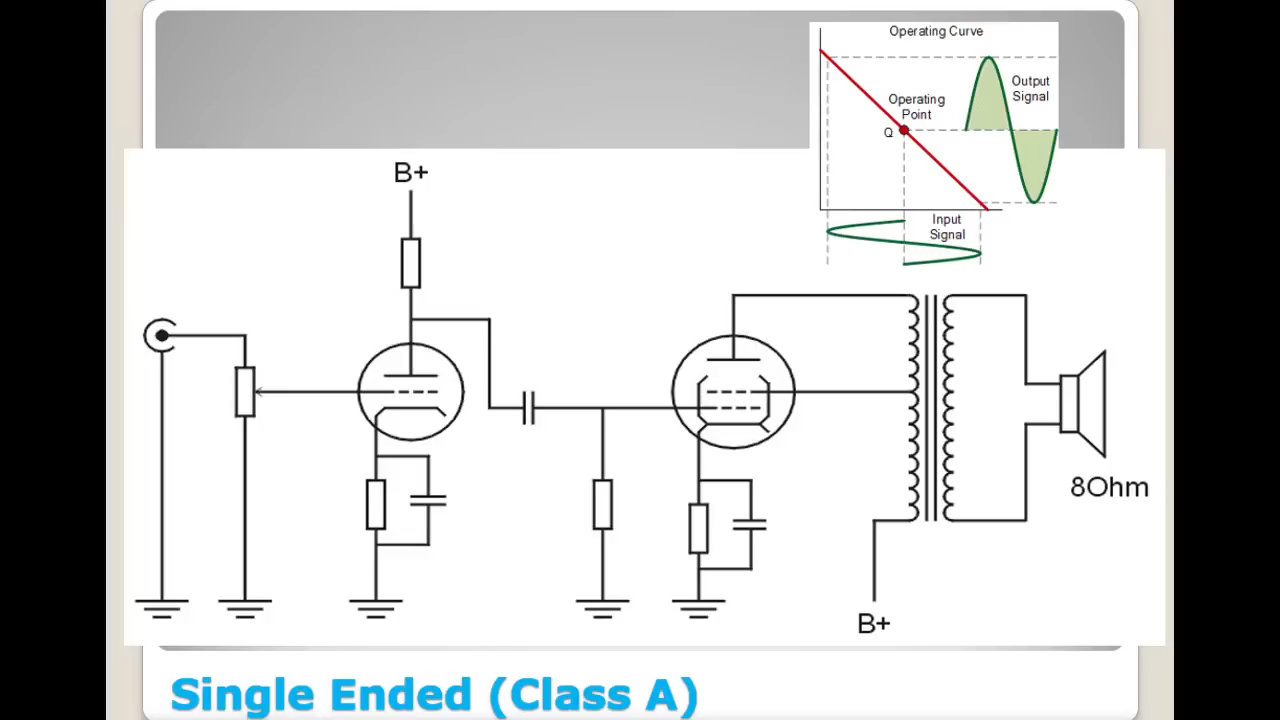 Operating Curve
Output
Signal
Operating
Point
Q
Input
Signal
B+
8Ohm
B+
Single Ended (Class A)